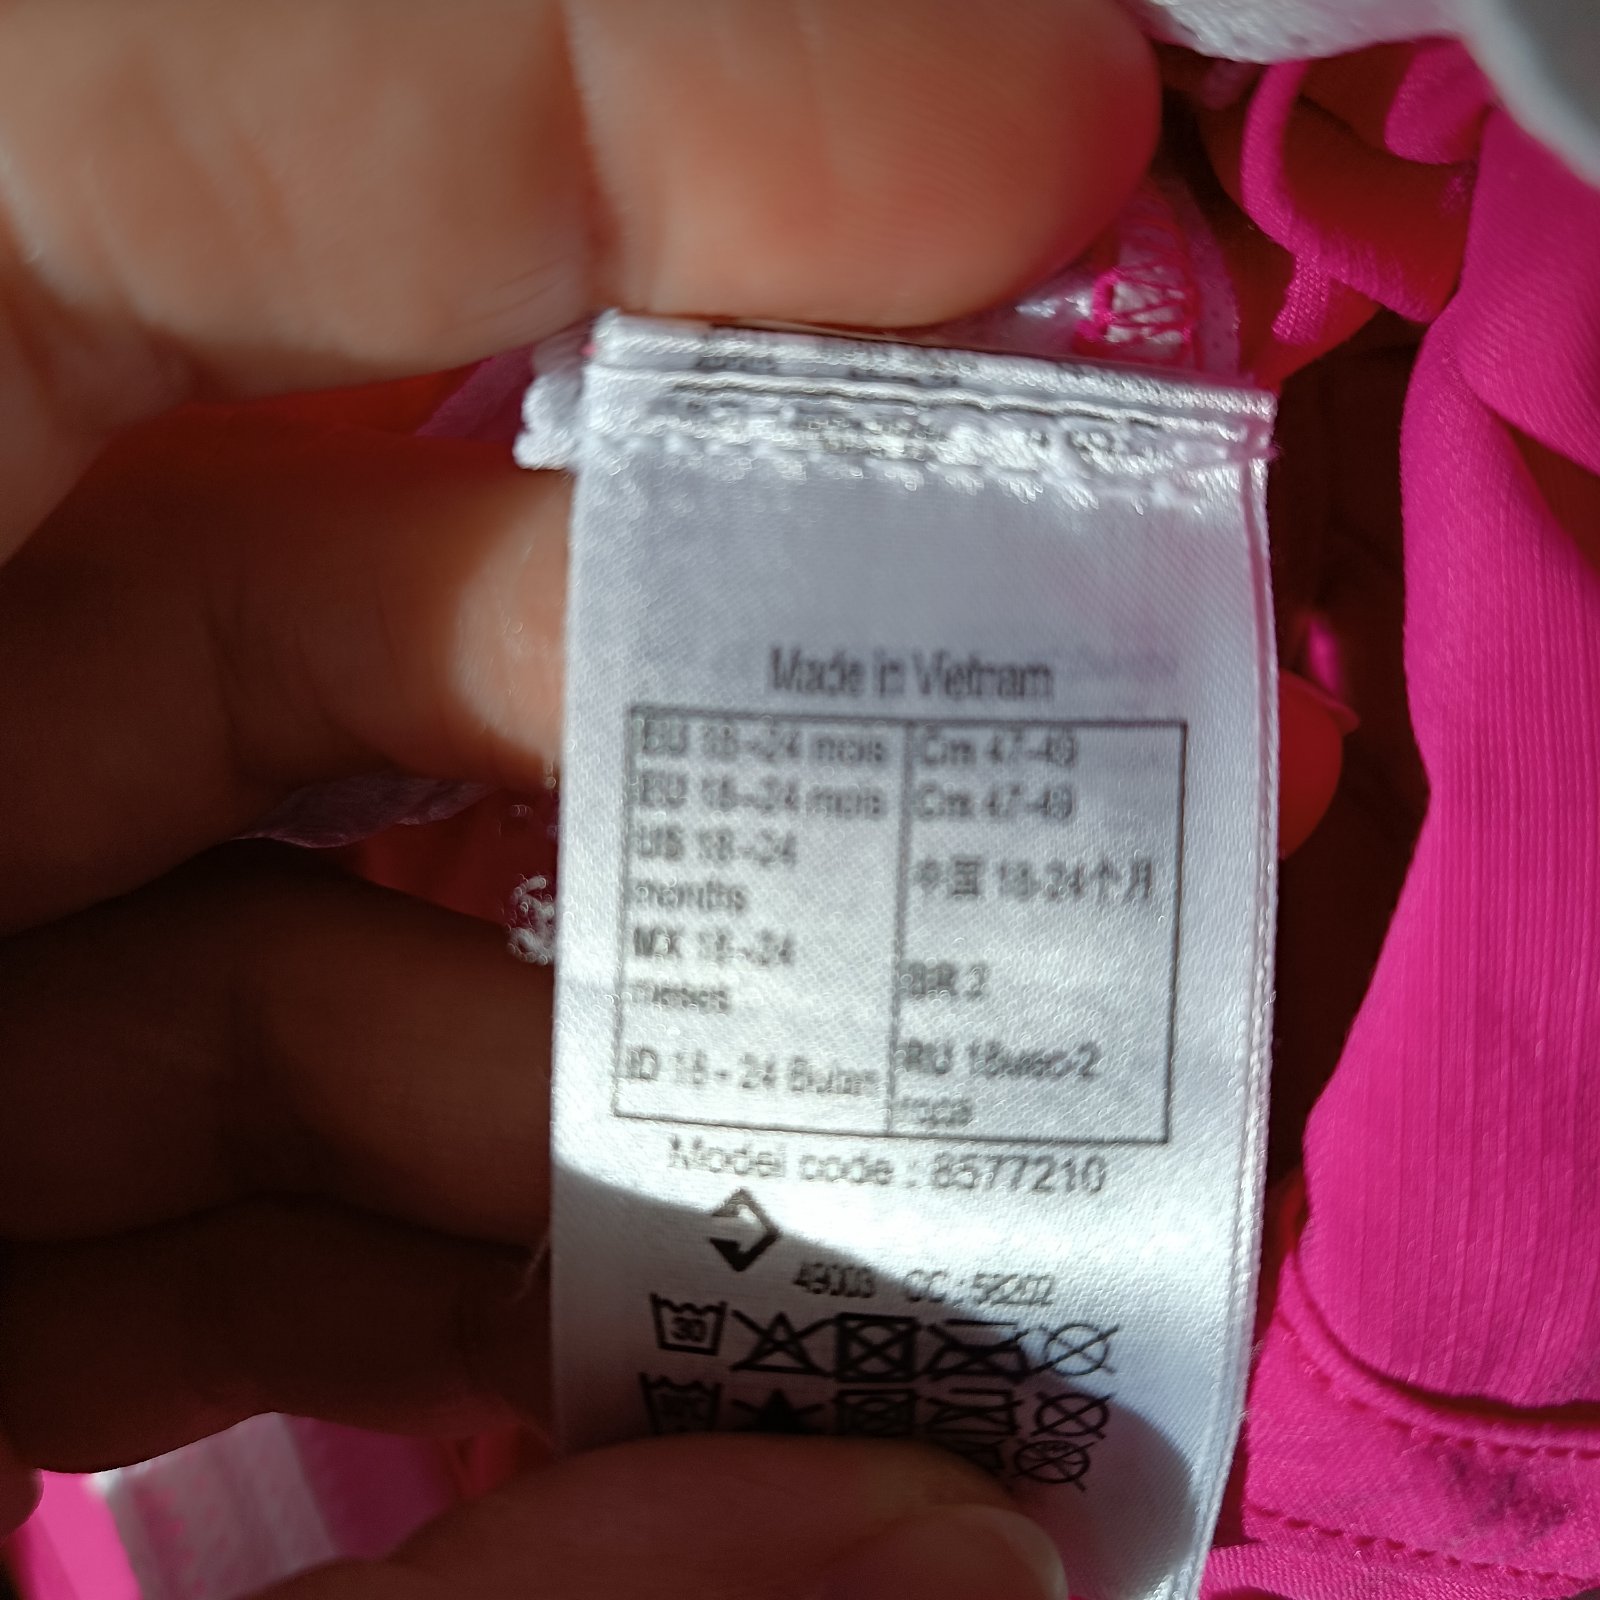 Made in Vietnam
EU 18-24 mois Cm 47-49
EU 18-24 mois Cm 47-49
US 18-24 months 中国 18-24个月
MX 18-24 meses BR 2
ID 18 - 24 Bulan RU 18мес-2 года
Model code : 8577210
49003 CC : 58202
30